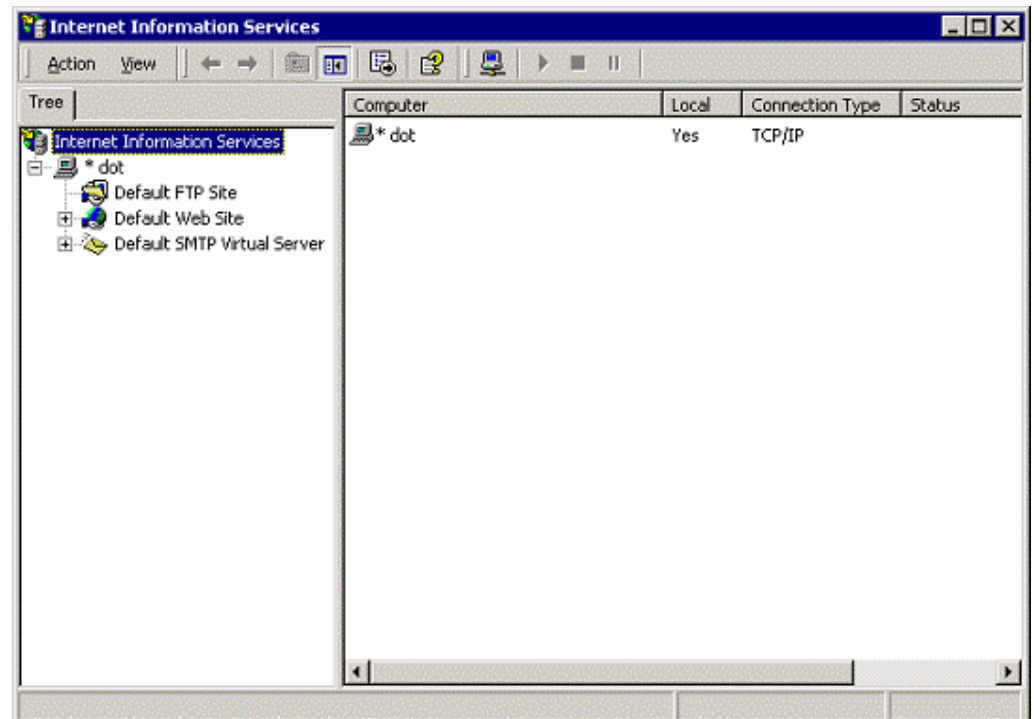 Internet Information Services
Action View
Tree
Computer Local Connection Type Status
Internet Information Services
* dot
Default FTP Site
Default Web Site
Default SMTP Virtual Server
* dot Yes TCP/IP